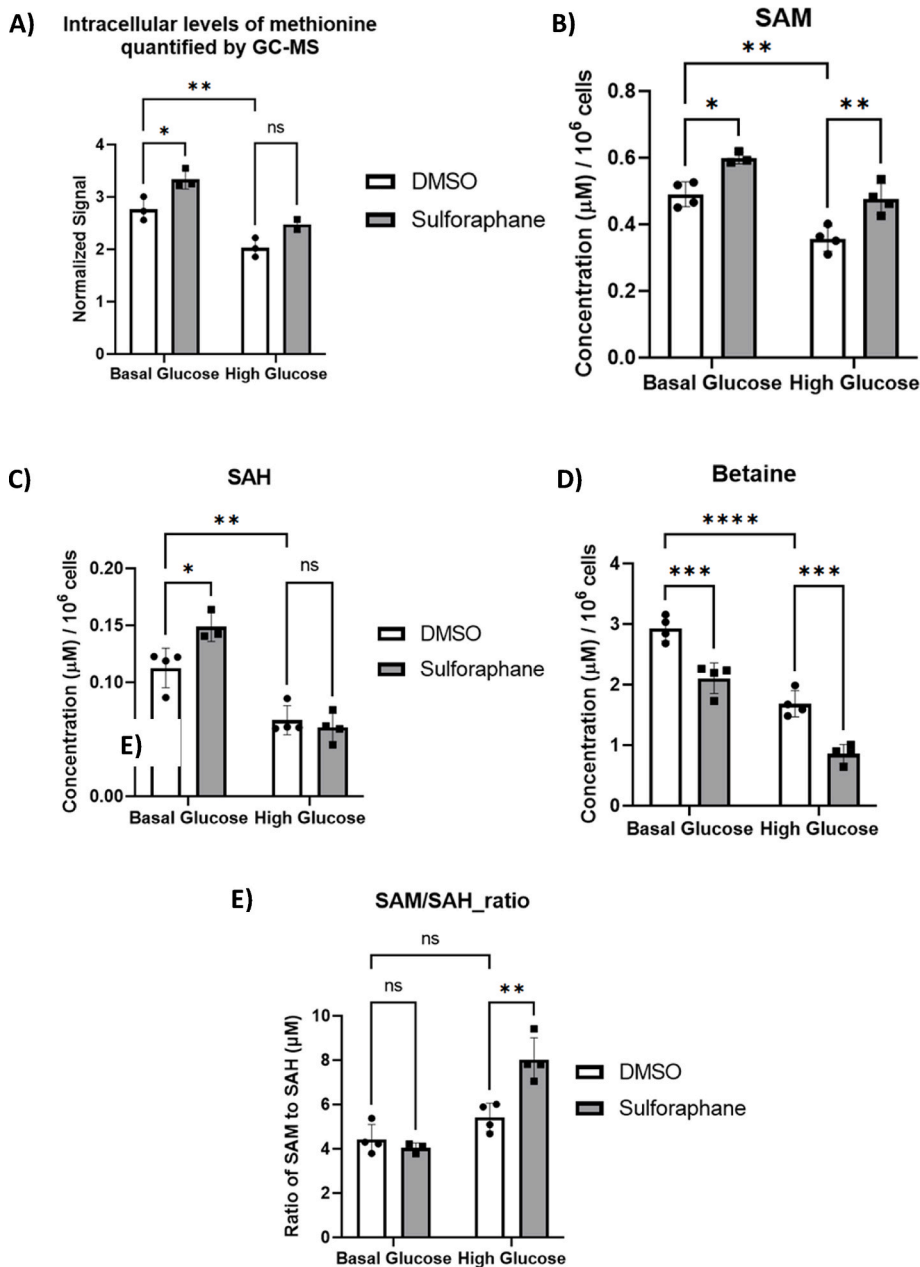 A)
Intracellular levels of methionine
quantified by GC-MS
**
*
ns
4
3
2
1
0
Normalized Signal
Basal Glucose High Glucose
DMSO
Sulforaphane
B)
SAM
**
*
**
0.8
0.6
0.4
0.2
0.0
Concentration (µM) / 10⁶ cells
Basal Glucose High Glucose
C)
SAH
**
*
ns
0.20
0.15
0.10
0.00
Concentration (µM) / 10⁶ cells
E)
Basal Glucose High Glucose
DMSO
Sulforaphane
D)
Betaine
****
***
***
4
3
2
1
0
Concentration (µM) / 10⁶ cells
Basal Glucose High Glucose
E)
SAM/SAH_ratio
ns
ns
**
10
8
6
4
2
0
Ratio of SAM to SAH (µM)
Basal Glucose High Glucose
DMSO
Sulforaphane